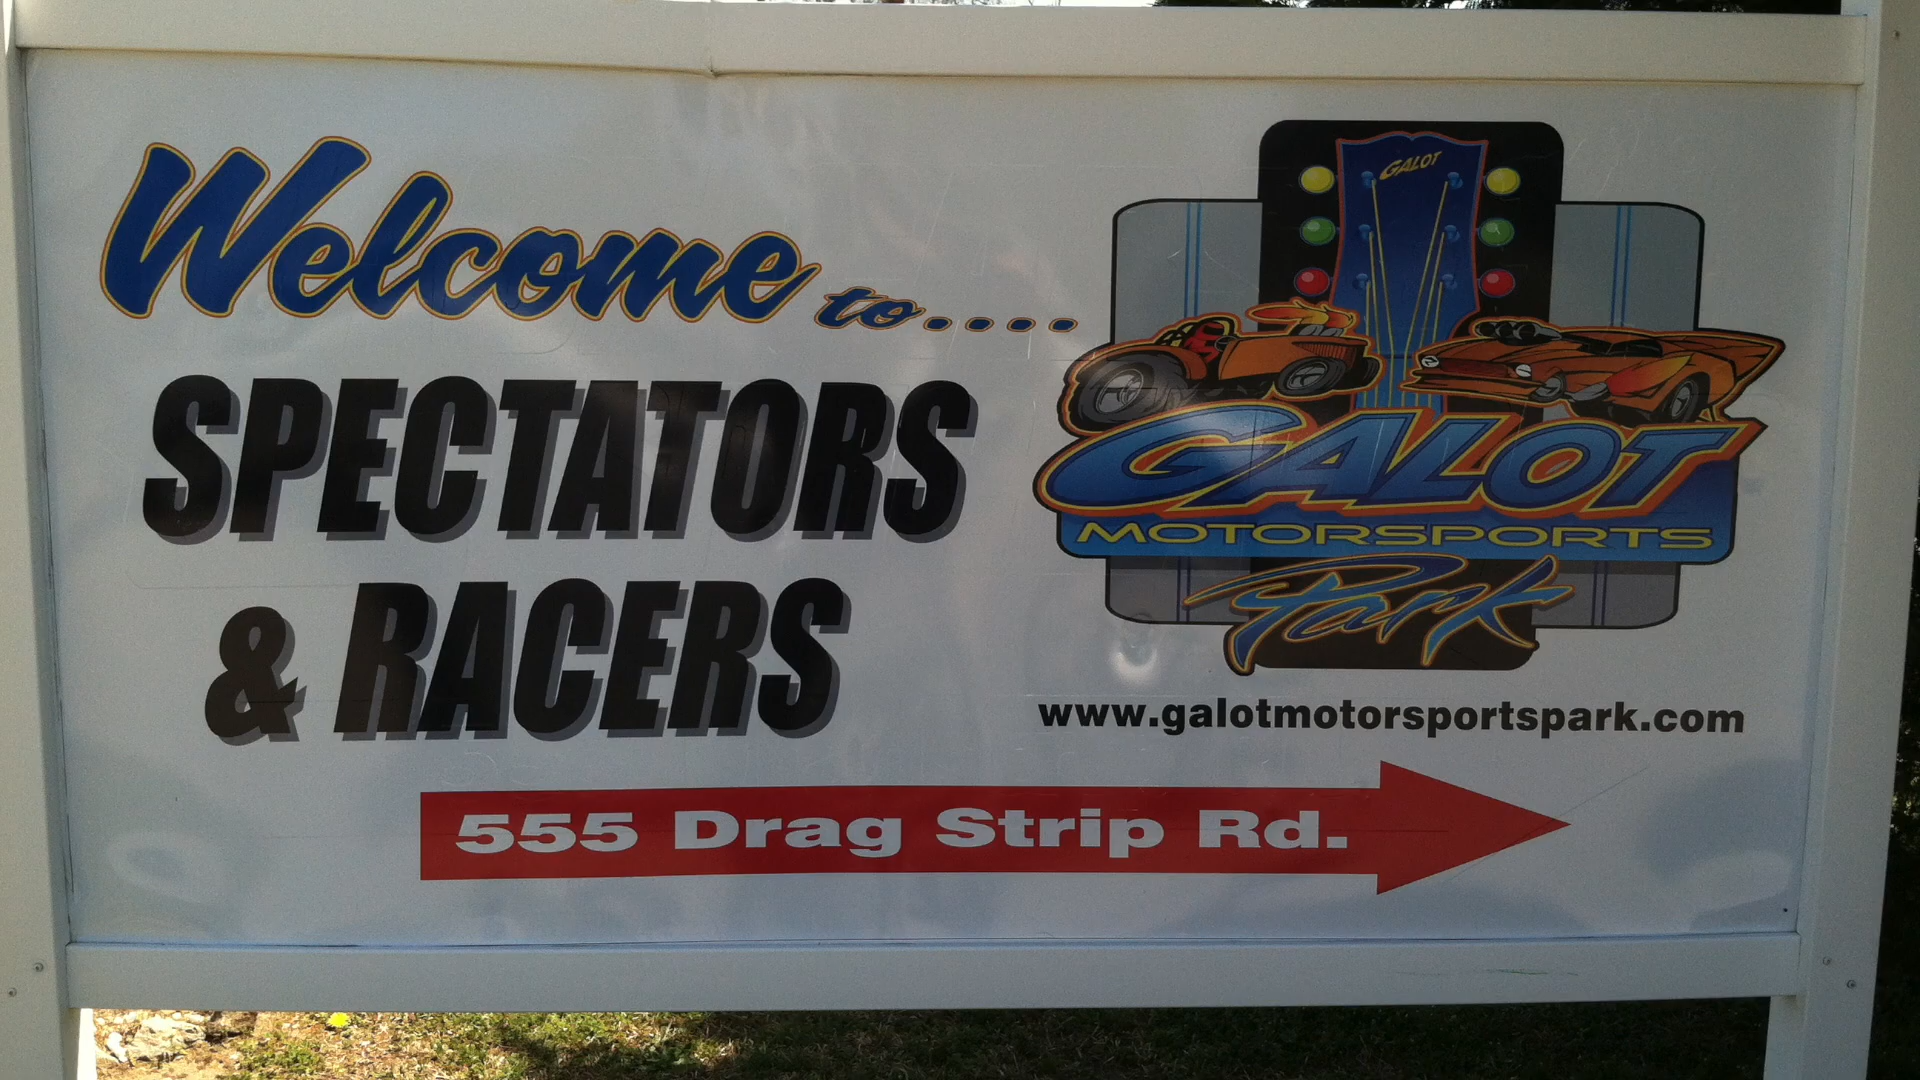 Welcome to....
SPECTATORS
& RACERS
GALOT
GALOT
MOTORSPORTS
Park
www.galotmotorsportspark.com
555 Drag Strip Rd.